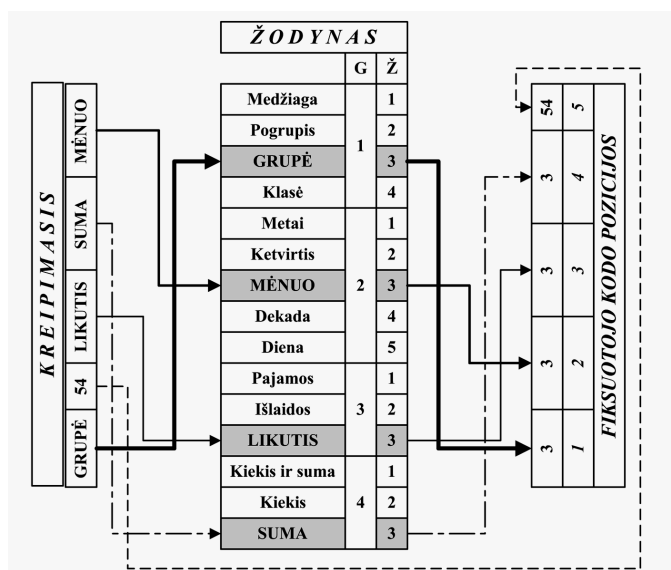 ŽODYNAS
G Ž
KREIPIMASIS
MĖNUO
SUMA
LIKUTIS
54
GRUPĖ
Medžiaga 1
Pogrupis 2
1
GRUPĖ 3
Klasė 4
Metai 1
Ketvirtis 2
MĖNUO 2 3
Dekada 4
Diena 5
Pajamos 1
Išlaidos 3 2
LIKUTIS 3
Kiekis ir suma 1
Kiekis 4 2
SUMA 3
54 5
3 4
3 3
3 2
3 1
FIKSUOTOJO KODO POZICIJOS